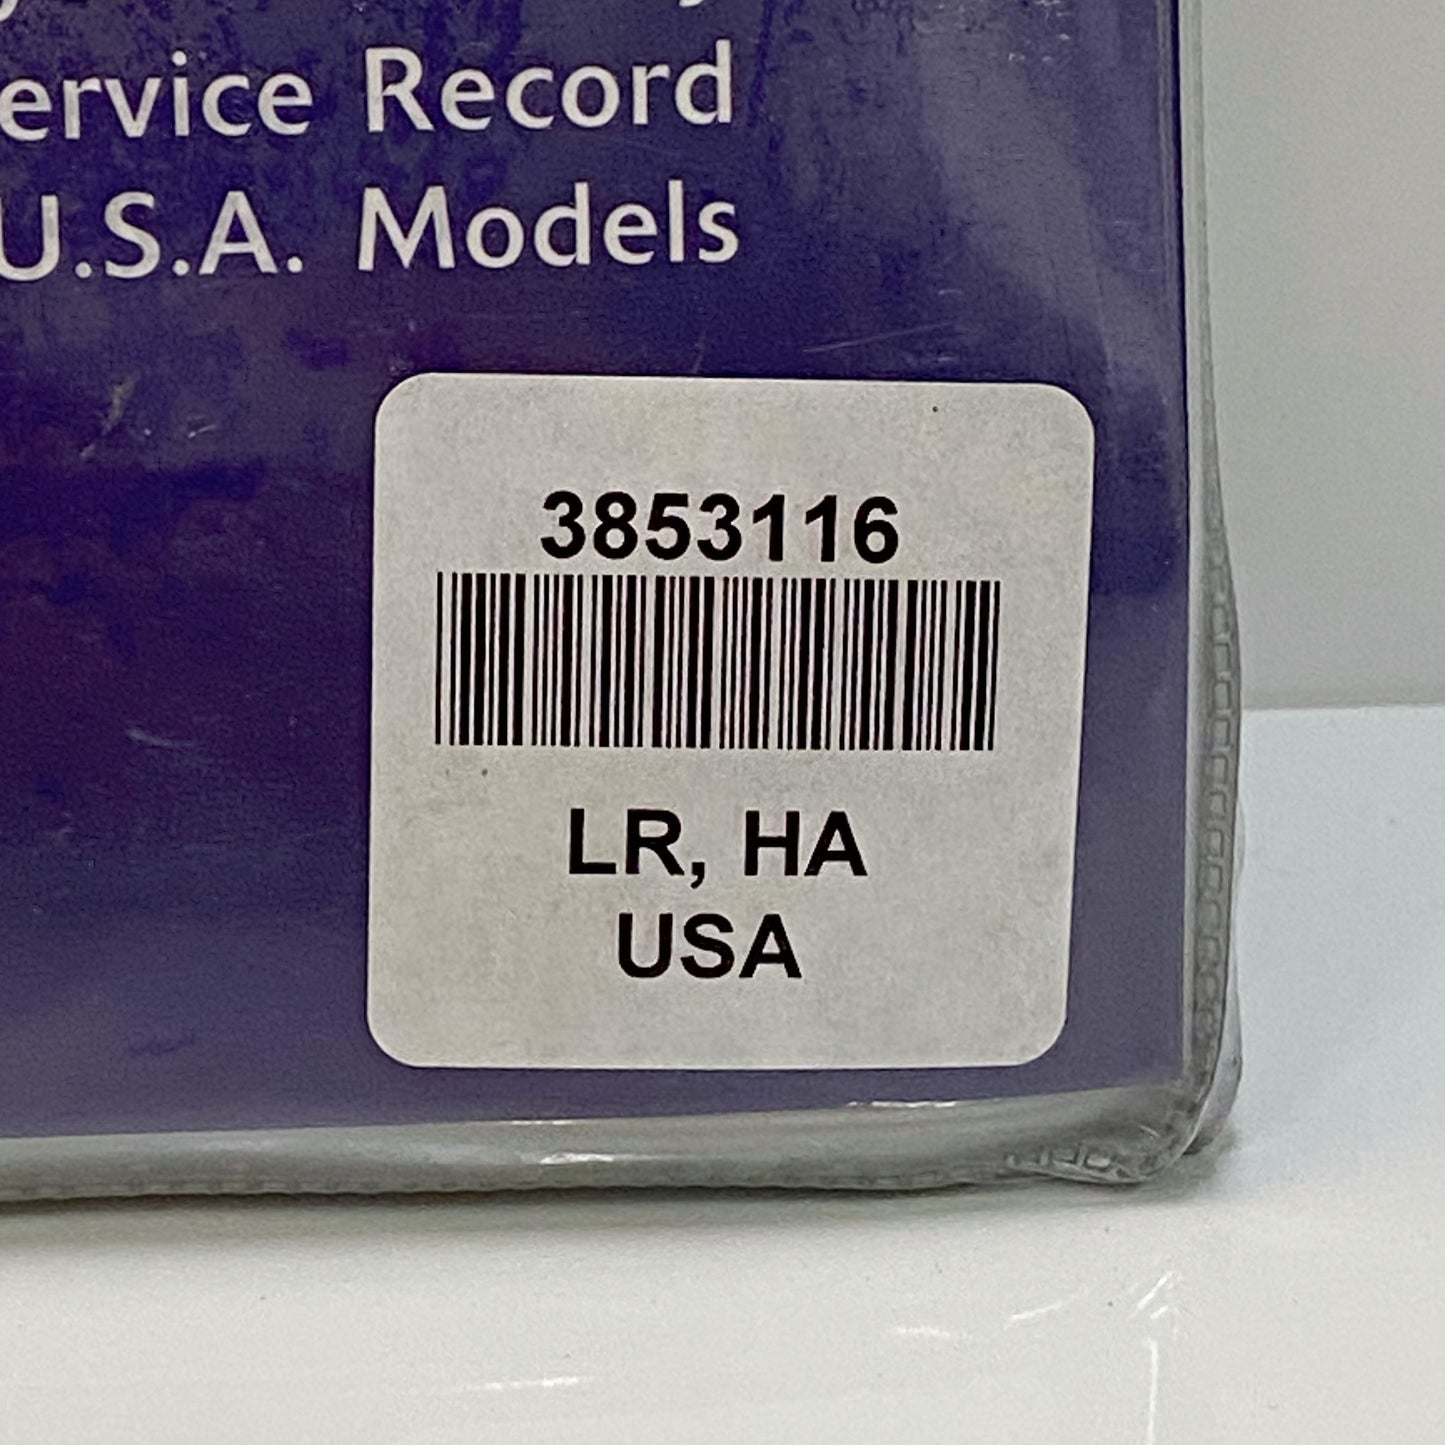 ervice Record
U.S.A. Models
3853116
LR, HA
USA